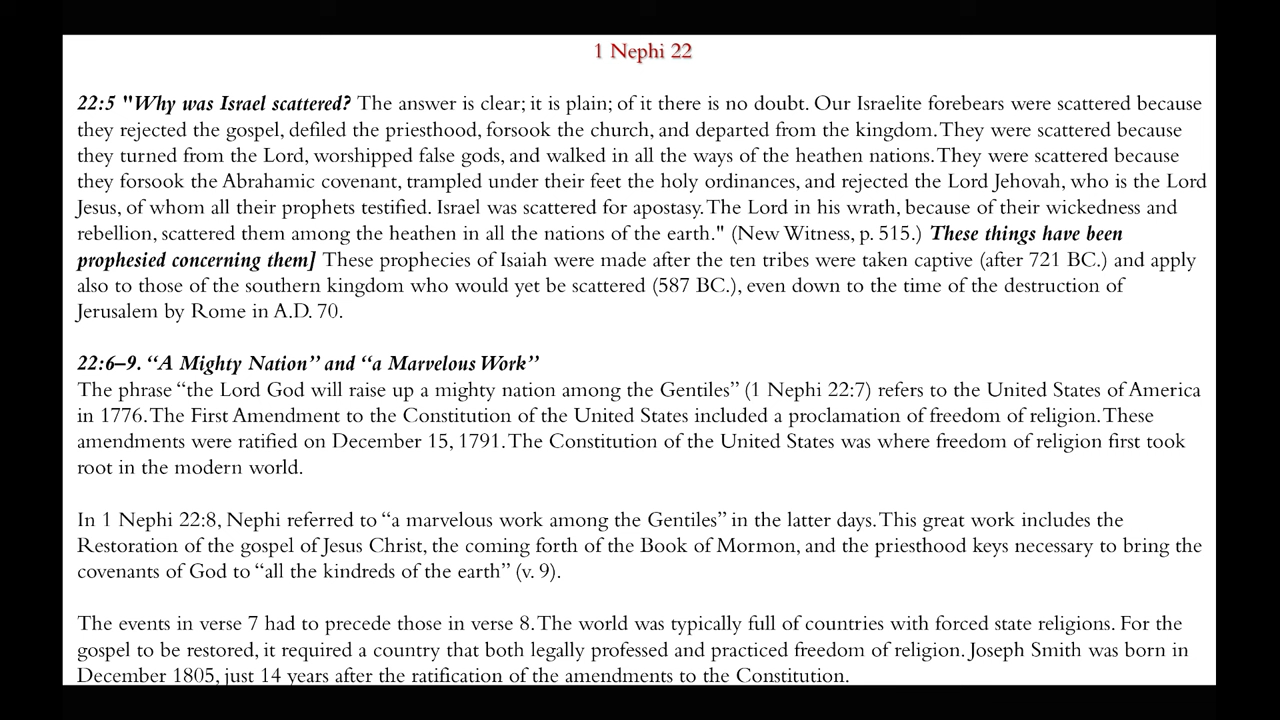 1 Nephi 22
22:5 "Why was Israel scattered? The answer is clear; it is plain; of it there is no doubt. Our Israelite forebears were scattered because
they rejected the gospel, defiled the priesthood, forsook the church, and departed from the kingdom. They were scattered because
they turned from the Lord, worshipped false gods, and walked in all the ways of the heathen nations. They were scattered because
they forsook the Abrahamic covenant, trampled under their feet the holy ordinances, and rejected the Lord Jehovah, who is the Lord
Jesus, of whom all their prophets testified. Israel was scattered for apostasy. The Lord in his wrath, because of their wickedness and
rebellion, scattered them among the heathen in all the nations of the earth." (New Witness, p. 515.) These things have been
prophesied concerning them] These prophecies of Isaiah were made after the ten tribes were taken captive (after 721 BC.) and apply
also to those of the southern kingdom who would yet be scattered (587 BC.), even down to the time of the destruction of
Jerusalem by Rome in A.D. 70.
22:6–9. “A Mighty Nation” and “a Marvelous Work”
The phrase “the Lord God will raise up a mighty nation among the Gentiles” (1 Nephi 22:7) refers to the United States of America
in 1776. The First Amendment to the Constitution of the United States included a proclamation of freedom of religion. These
amendments were ratified on December 15, 1791. The Constitution of the United States was where freedom of religion first took
root in the modern world.
In 1 Nephi 22:8, Nephi referred to “a marvelous work among the Gentiles” in the latter days. This great work includes the
Restoration of the gospel of Jesus Christ, the coming forth of the Book of Mormon, and the priesthood keys necessary to bring the
covenants of God to “all the kindreds of the earth” (v. 9).
The events in verse 7 had to precede those in verse 8. The world was typically full of countries with forced state religions. For the
gospel to be restored, it required a country that both legally professed and practiced freedom of religion. Joseph Smith was born in
December 1805, just 14 years after the ratification of the amendments to the Constitution.